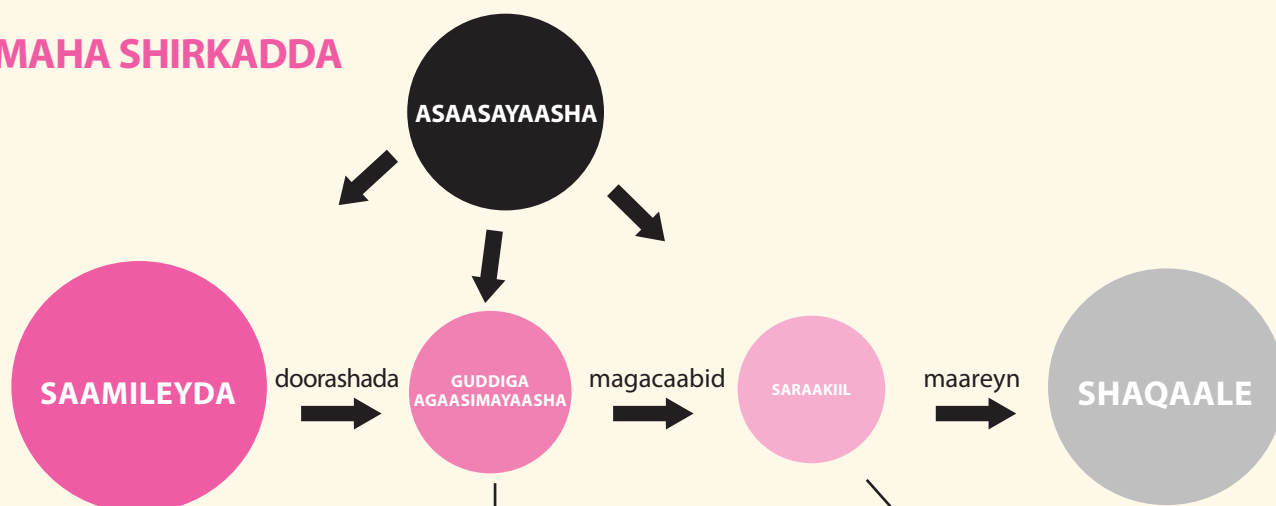 MAHA SHIRKADDA
ASAASAYAASHA
SAAMILEYDA
doorashada
GUDDIGA
AGAASIMAYAASHA
magacaabid
SARAAKIIL
maareyn
SHAQAALE